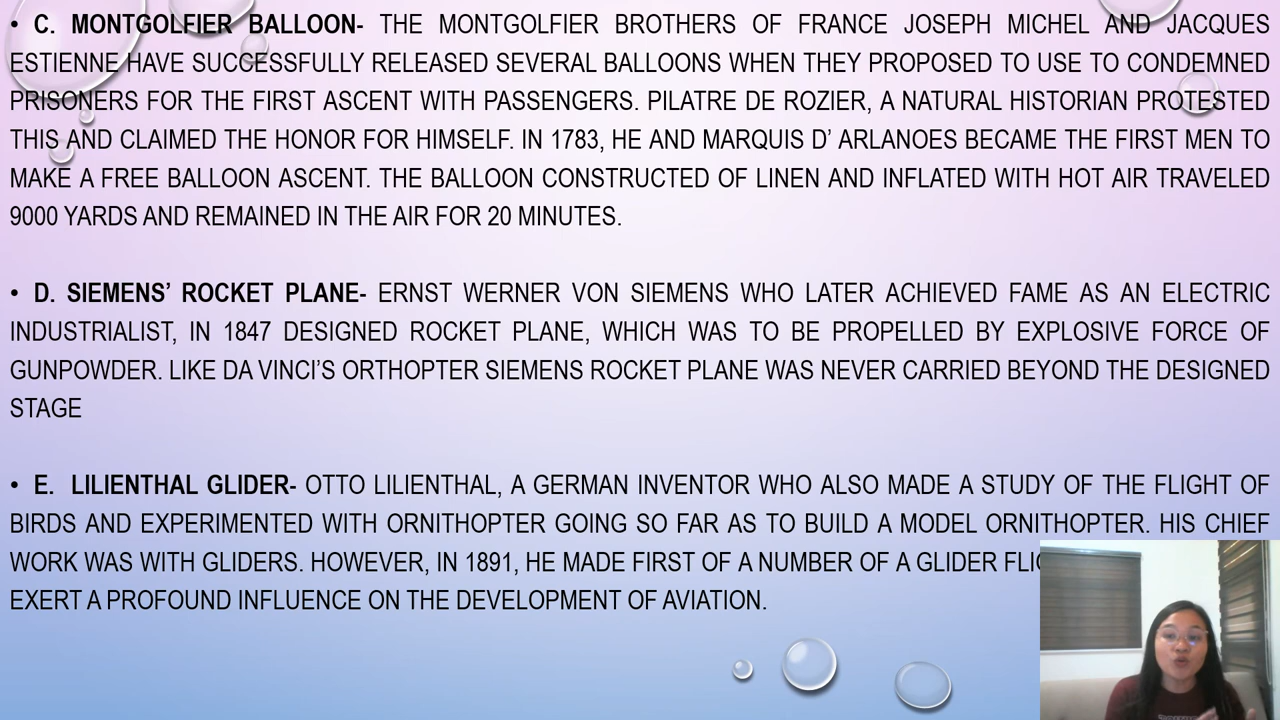 • C. MONTGOLFIER BALLOON- THE MONTGOLFIER BROTHERS OF FRANCE JOSEPH MICHEL AND JACQUES
ESTIENNE HAVE SUCCESSFULLY RELEASED SEVERAL BALLOONS WHEN THEY PROPOSED TO USE TO CONDEMNED
PRISONERS FOR THE FIRST ASCENT WITH PASSENGERS. PILATRE DE ROZIER, A NATURAL HISTORIAN PROTESTED
THIS AND CLAIMED THE HONOR FOR HIMSELF. IN 1783, HE AND MARQUIS D’ ARLANOES BECAME THE FIRST MEN TO
MAKE A FREE BALLOON ASCENT. THE BALLOON CONSTRUCTED OF LINEN AND INFLATED WITH HOT AIR TRAVELED
9000 YARDS AND REMAINED IN THE AIR FOR 20 MINUTES.
• D. SIEMENS’ ROCKET PLANE- ERNST WERNER VON SIEMENS WHO LATER ACHIEVED FAME AS AN ELECTRIC
INDUSTRIALIST, IN 1847 DESIGNED ROCKET PLANE, WHICH WAS TO BE PROPELLED BY EXPLOSIVE FORCE OF
GUNPOWDER. LIKE DA VINCI’S ORTHOPTER SIEMENS ROCKET PLANE WAS NEVER CARRIED BEYOND THE DESIGNED
STAGE
• E. LILIENTHAL GLIDER- OTTO LILIENTHAL, A GERMAN INVENTOR WHO ALSO MADE A STUDY OF THE FLIGHT OF
BIRDS AND EXPERIMENTED WITH ORNITHOPTER GOING SO FAR AS TO BUILD A MODEL ORNITHOPTER. HIS CHIEF
WORK WAS WITH GLIDERS. HOWEVER, IN 1891, HE MADE FIRST OF A NUMBER OF A GLIDER
EXERT A PROFOUND INFLUENCE ON THE DEVELOPMENT OF AVIATION.